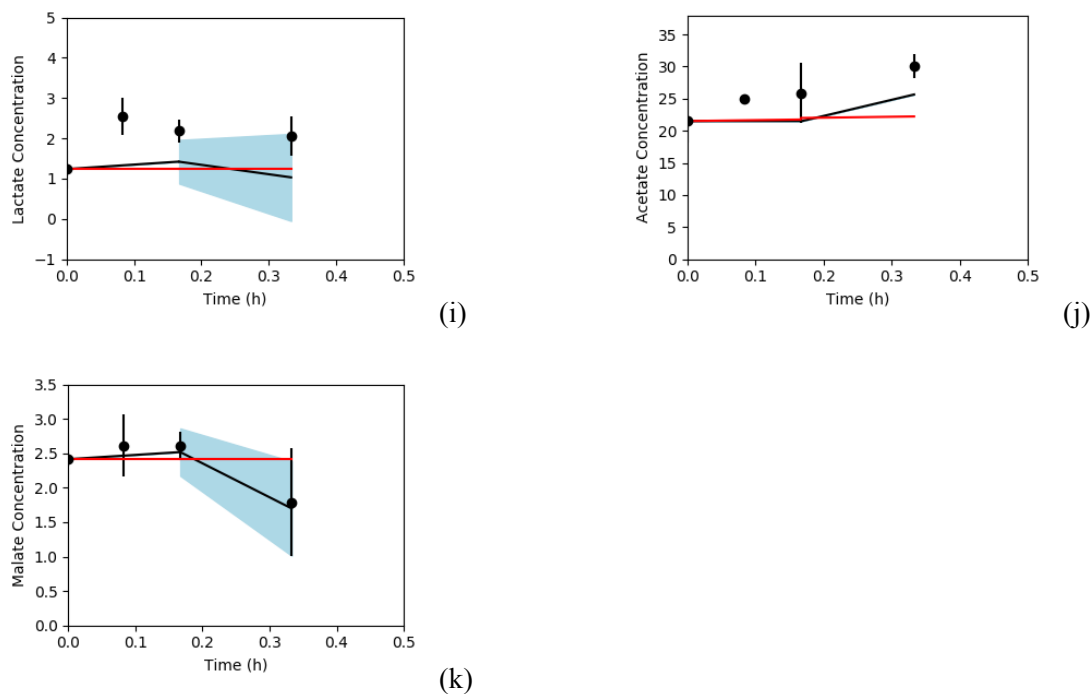 5
4
3
2
1
0
−1
Lactate Concentration
0.0 0.1 0.2 0.3 0.4 0.5
Time (h)
(i)
35
30
25
20
15
10
5
0
Acetate Concentration
0.0 0.1 0.2 0.3 0.4 0.5
Time (h)
(j)
3.5
3.0
2.5
2.0
1.5
1.0
0.5
0.0
Malate Concentration
0.0 0.1 0.2 0.3 0.4 0.5
Time (h)
(k)